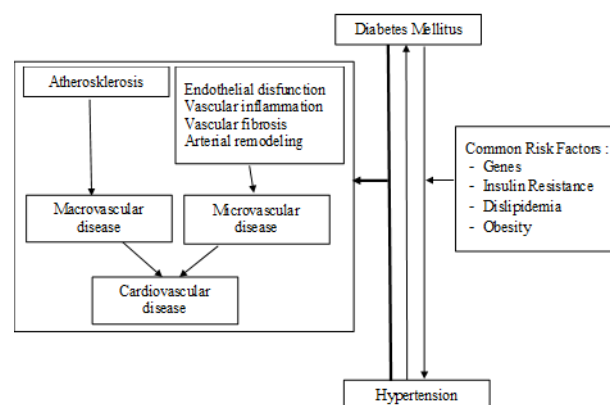 Diabetes Mellitus
Atherosklerosis
Endothelial disfunction
Vascular inflammation
Vascular fibrosis
Arterial remodeling
Common Risk Factors :
- Genes
- Insulin Resistance
- Dislipidemia
- Obesity
Macrovascular
disease
Microvascular
disease
Cardiovascular
disease
Hypertension